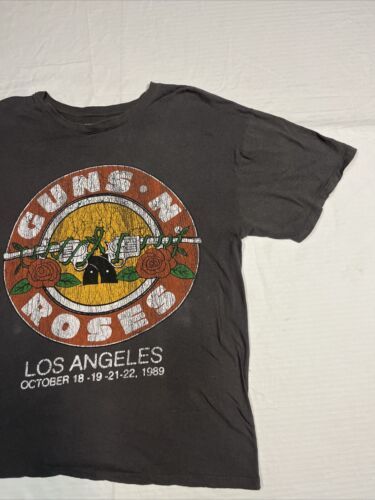 GUNS N'
ROSES
LOS ANGELES
OCTOBER 18-19-21-22, 1989